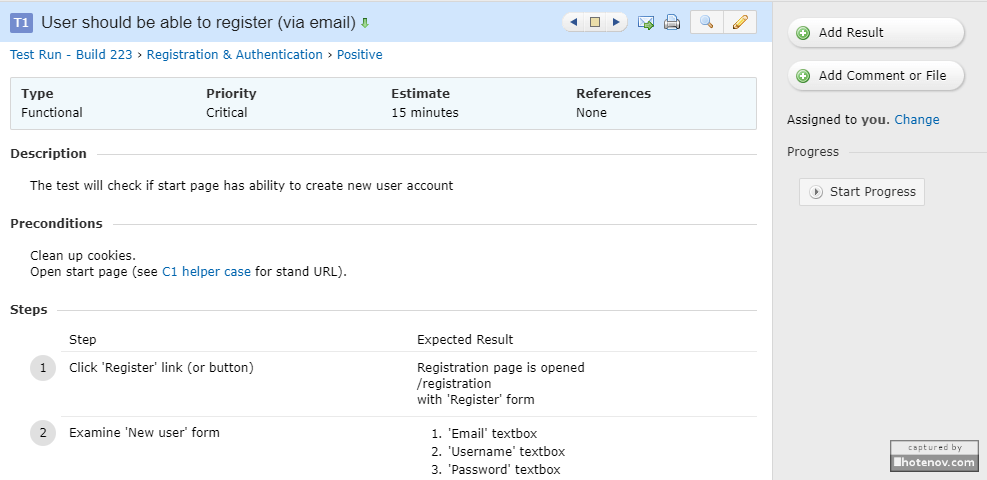 T1 User should be able to register (via email)
Test Run - Build 223 › Registration & Authentication › Positive
Type Priority Estimate References
Functional Critical 15 minutes None
Description
The test will check if start page has ability to create new user account
Preconditions
Clean up cookies.
Open start page (see C1 helper case for stand URL).
Steps
Step Expected Result
1 Click 'Register' link (or button) Registration page is opened
/registration
with 'Register' form
2 Examine 'New user' form 1. 'Email' textbox
2. 'Username' textbox
3. 'Password' textbox
Add Result
Add Comment or File
Assigned to you. Change
Progress
Start Progress
captured by
hotenov.com